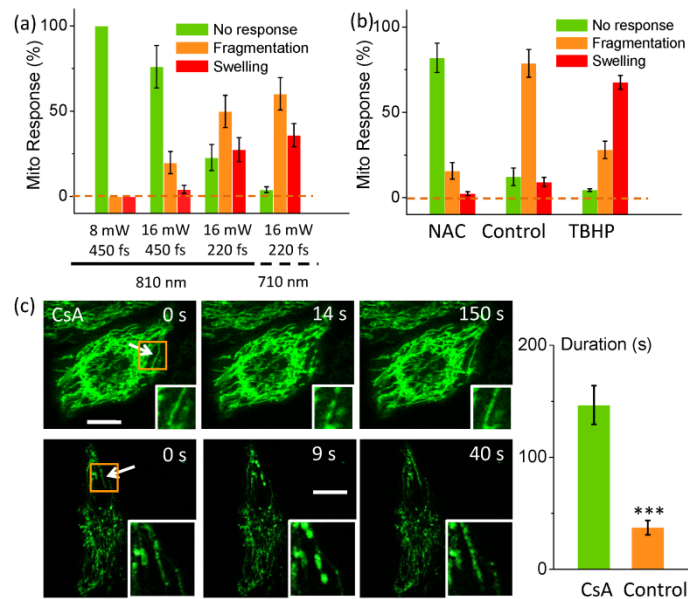 (a)
No response
Fragmentation
Swelling
Mito Response (%)
100
50
0
8 mW 16 mW 16 mW 16 mW
450 fs 450 fs 220 fs 220 fs
810 nm 710 nm
(b)
No response
Fragmentation
Swelling
Mito Response (%)
100
50
0
NAC Control TBHP
(c)
CsA 0 s 14 s 150 s
0 s 9 s 40 s
Duration (s)
200
150
100
50
0
***
CsA Control